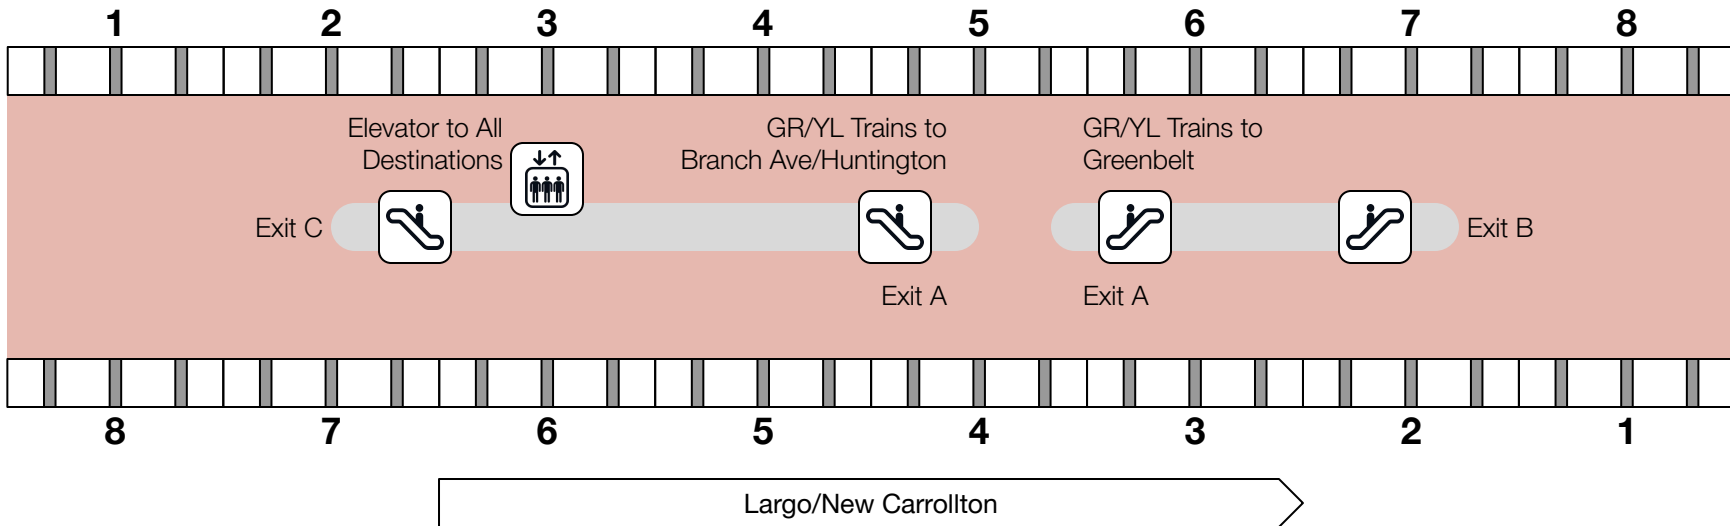 1 2 3 4 5 6 7 8
Elevator to All
Destinations
GR/YL Trains to
Branch Ave/Huntington
GR/YL Trains to
Greenbelt
Exit C
Exit B
Exit A
Exit A
8 7 6 5 4 3 2 1
Largo/New Carrollton